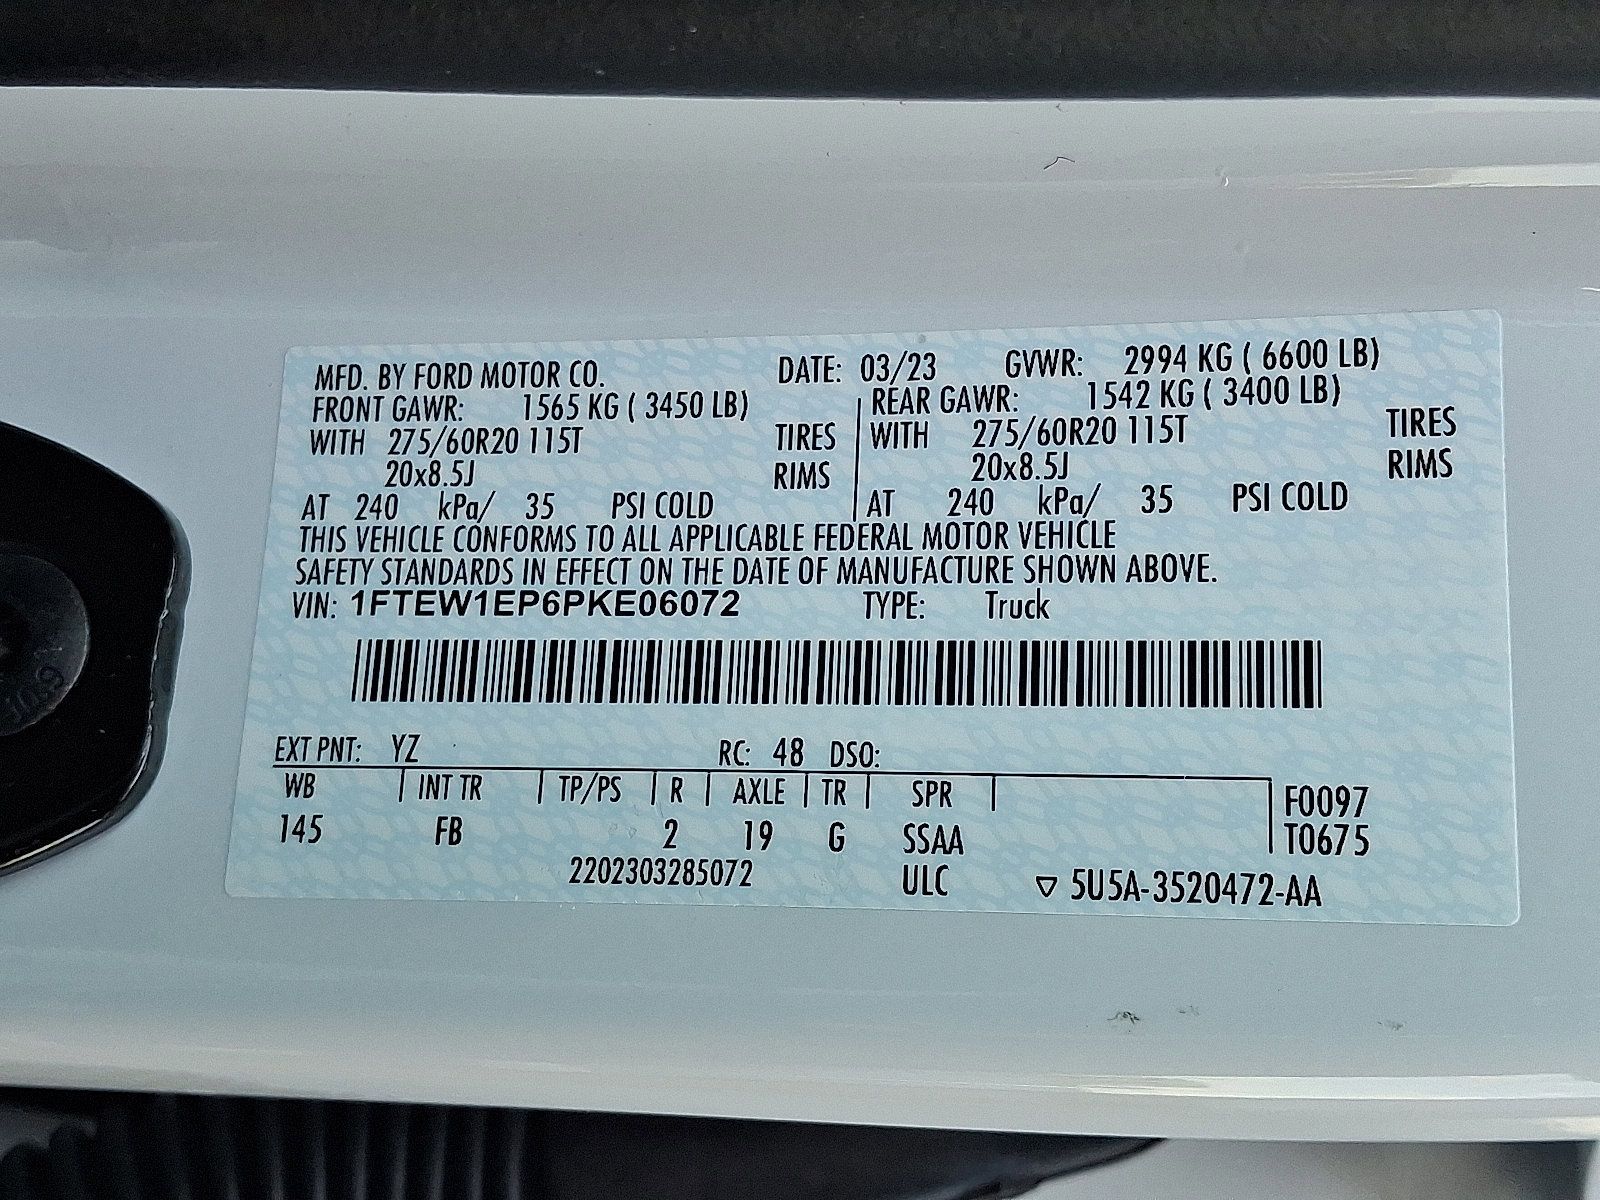 MFD. BY FORD MOTOR CO. DATE: 03/23 GVWR: 2994 KG ( 6600 LB)
FRONT GAWR: 1565 KG ( 3450 LB) REAR GAWR: 1542 KG ( 3400 LB)
WITH 275/60R20 115T TIRES WITH 275/60R20 115T TIRES
20x8.5J RIMS 20x8.5J RIMS
AT 240 kPa/ 35 PSI COLD AT 240 kPa/ 35 PSI COLD
THIS VEHICLE CONFORMS TO ALL APPLICABLE FEDERAL MOTOR VEHICLE
SAFETY STANDARDS IN EFFECT ON THE DATE OF MANUFACTURE SHOWN ABOVE.
VIN: 1FTEW1EP6PKE06072 TYPE: Truck
EXT PNT: YZ RC: 48 DSO:
WB INT TR TP/PS R AXLE TR SPR F0097
145 FB 2 19 G SSAA T0675
2202303285072 ULC ▽ 5U5A-3520472-AA